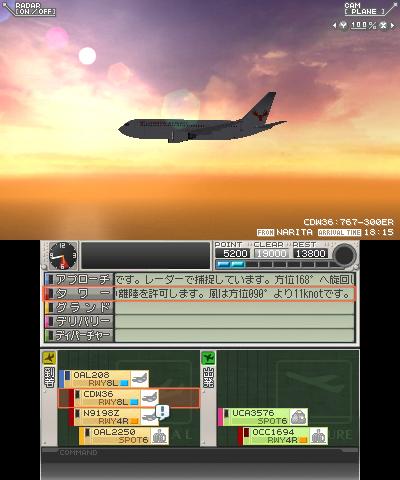 RADAR
[ON/OFF]
CAM
[PLANE]
Y 100% X
CDW36:767-300ER
FROM NARITA ARRIVAL TIME 18:15
POINT CLEAR REST
5200 19000 13800
アプローチ です。レーダーで捕捉しています。方位168°へ旋回し
タワー 離陸を許可します。風は方位090°より11knotです。
グランド
デリバリー
ディパーチャー
到着
出発
OAL208
RWY8L
CDW36
RWY8L
N9198Z
RWY4R
OAL2250
SPOT6
UCA3576
SPOT6
OCC1694
RWY4R
COMMAND